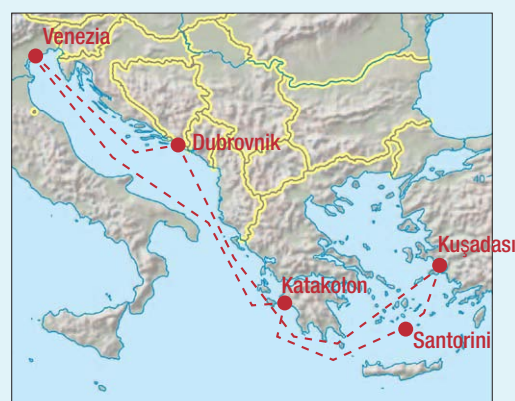 Venezia
Dubrovnik
Kuşadası
Katakolon
Santorini